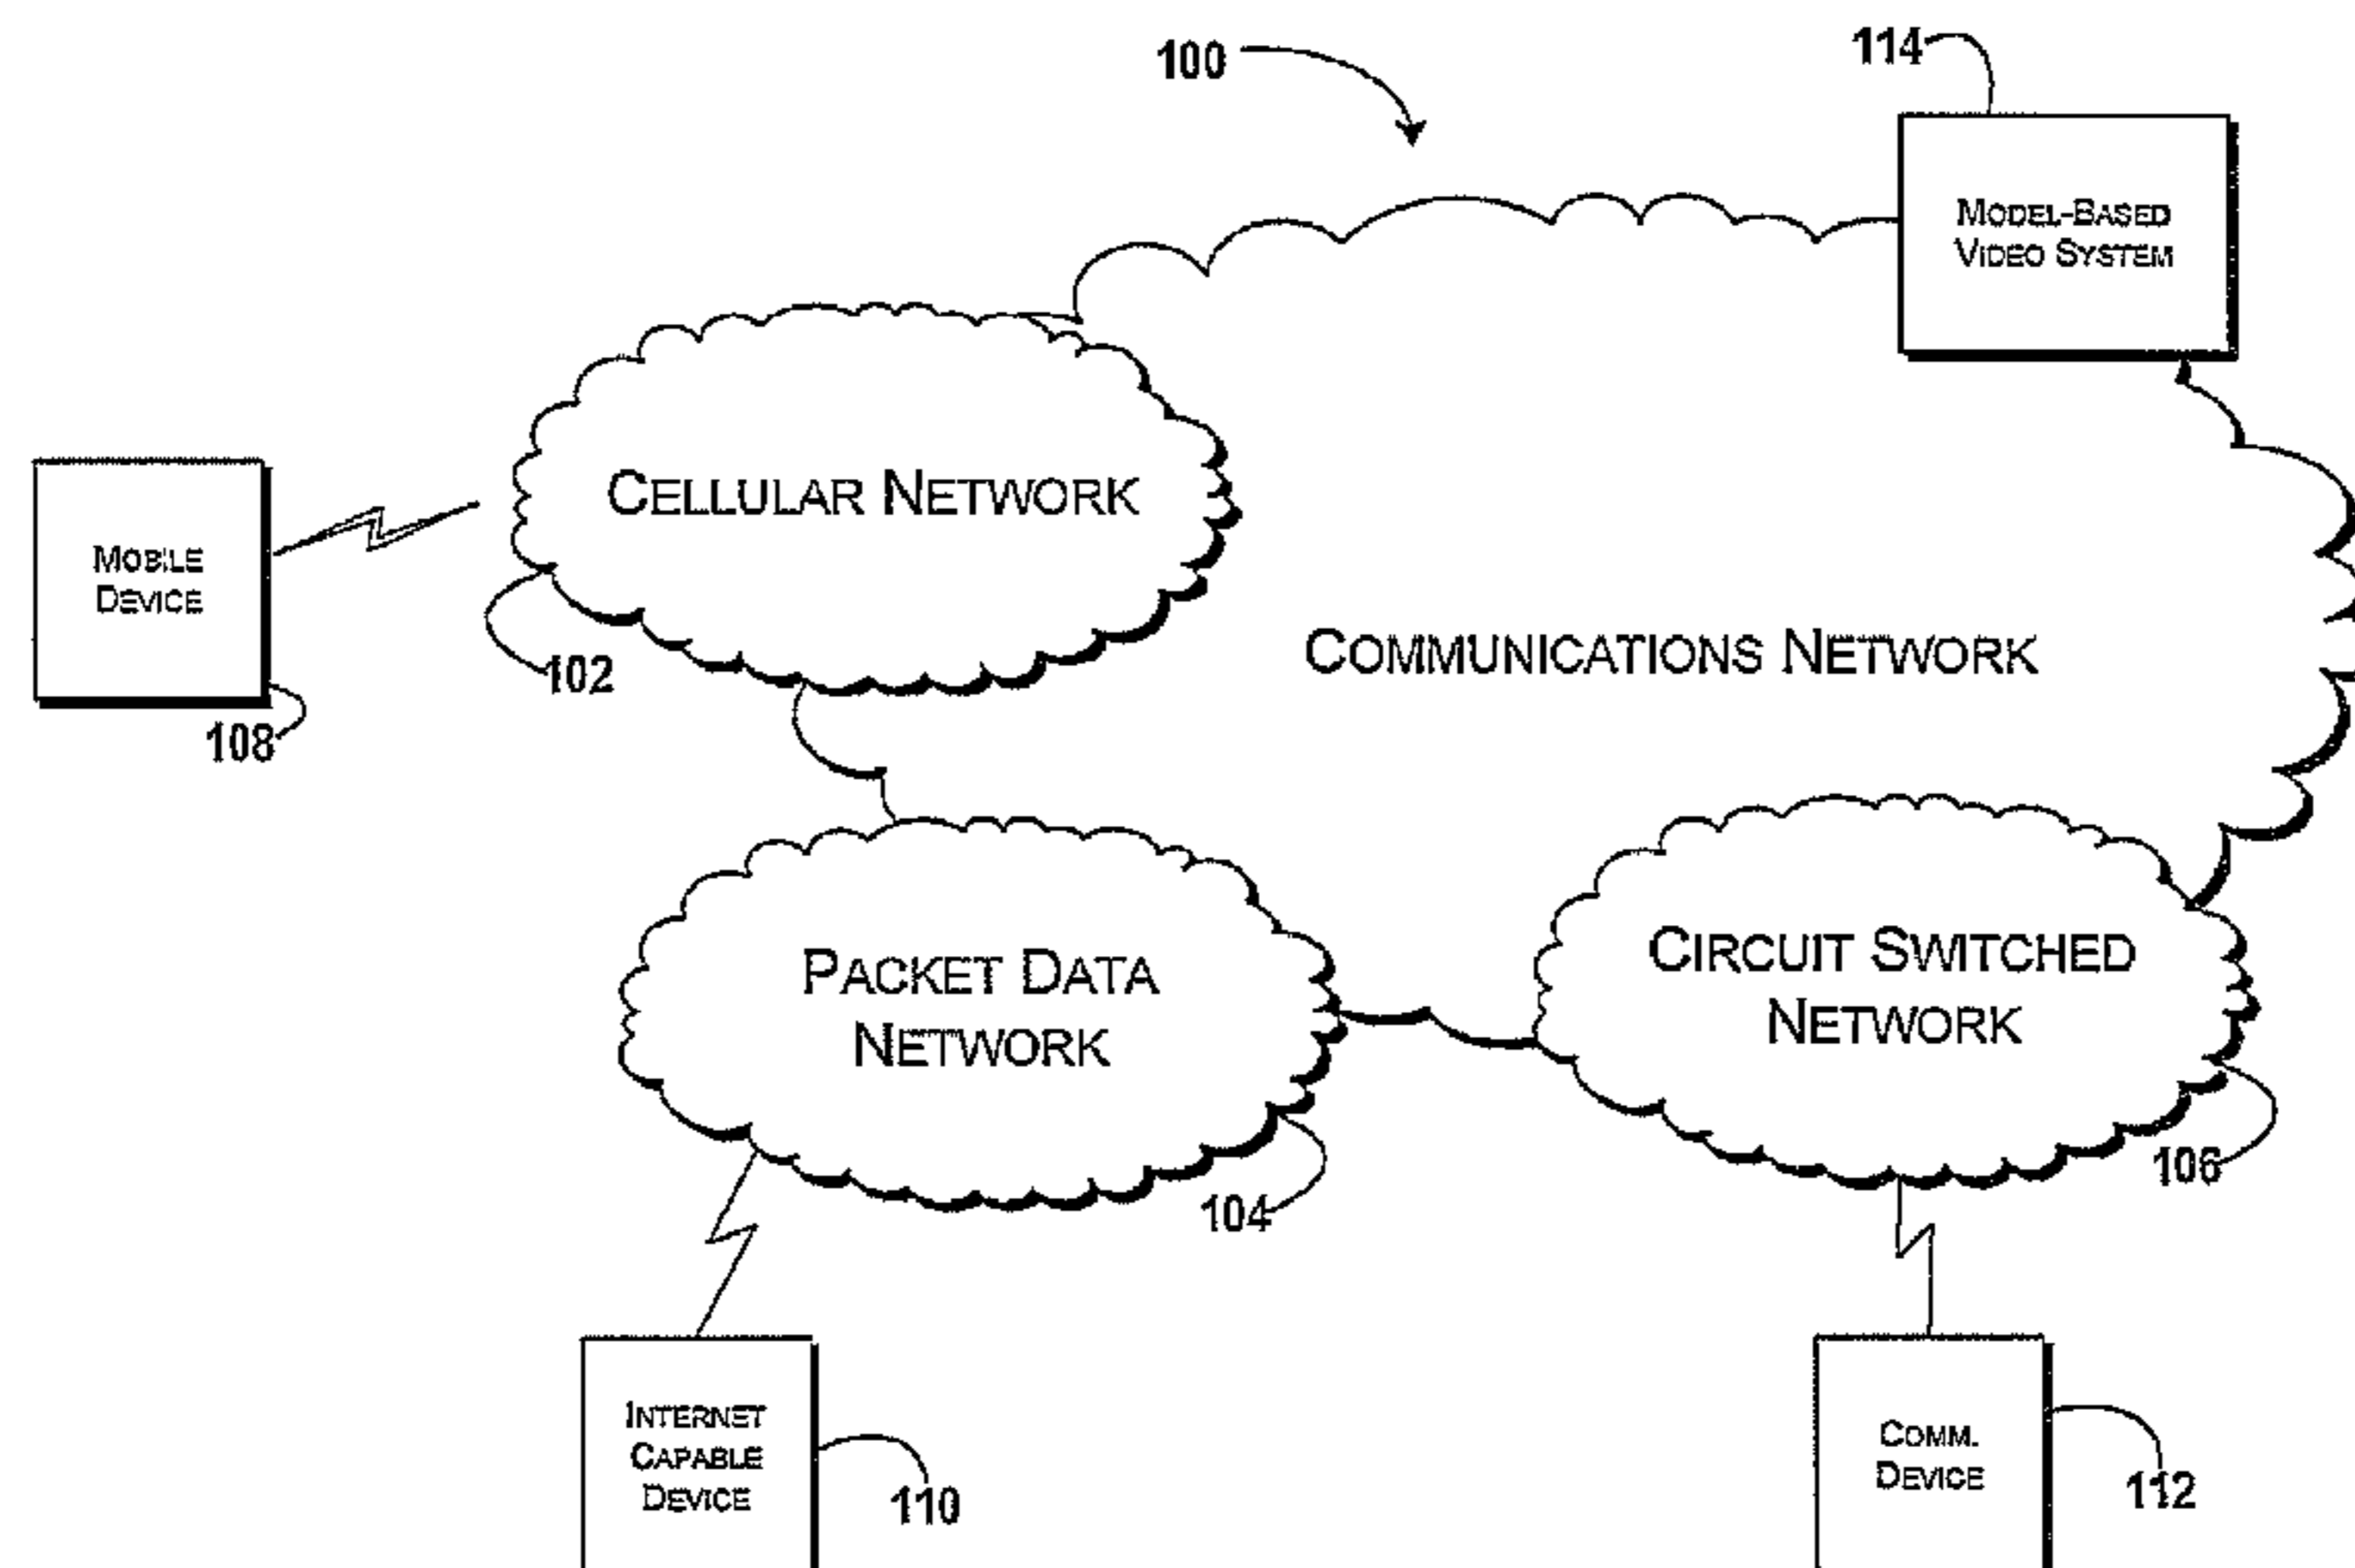 100
114
MODEL-BASED
VIDEO SYSTEM
CELLULAR NETWORK
MOBILE
DEVICE
102
108
COMMUNICATIONS NETWORK
PACKET DATA
NETWORK
CIRCUIT SWITCHED
NETWORK
104
106
INTERNET
CAPABLE
DEVICE
110
COMM.
DEVICE
112